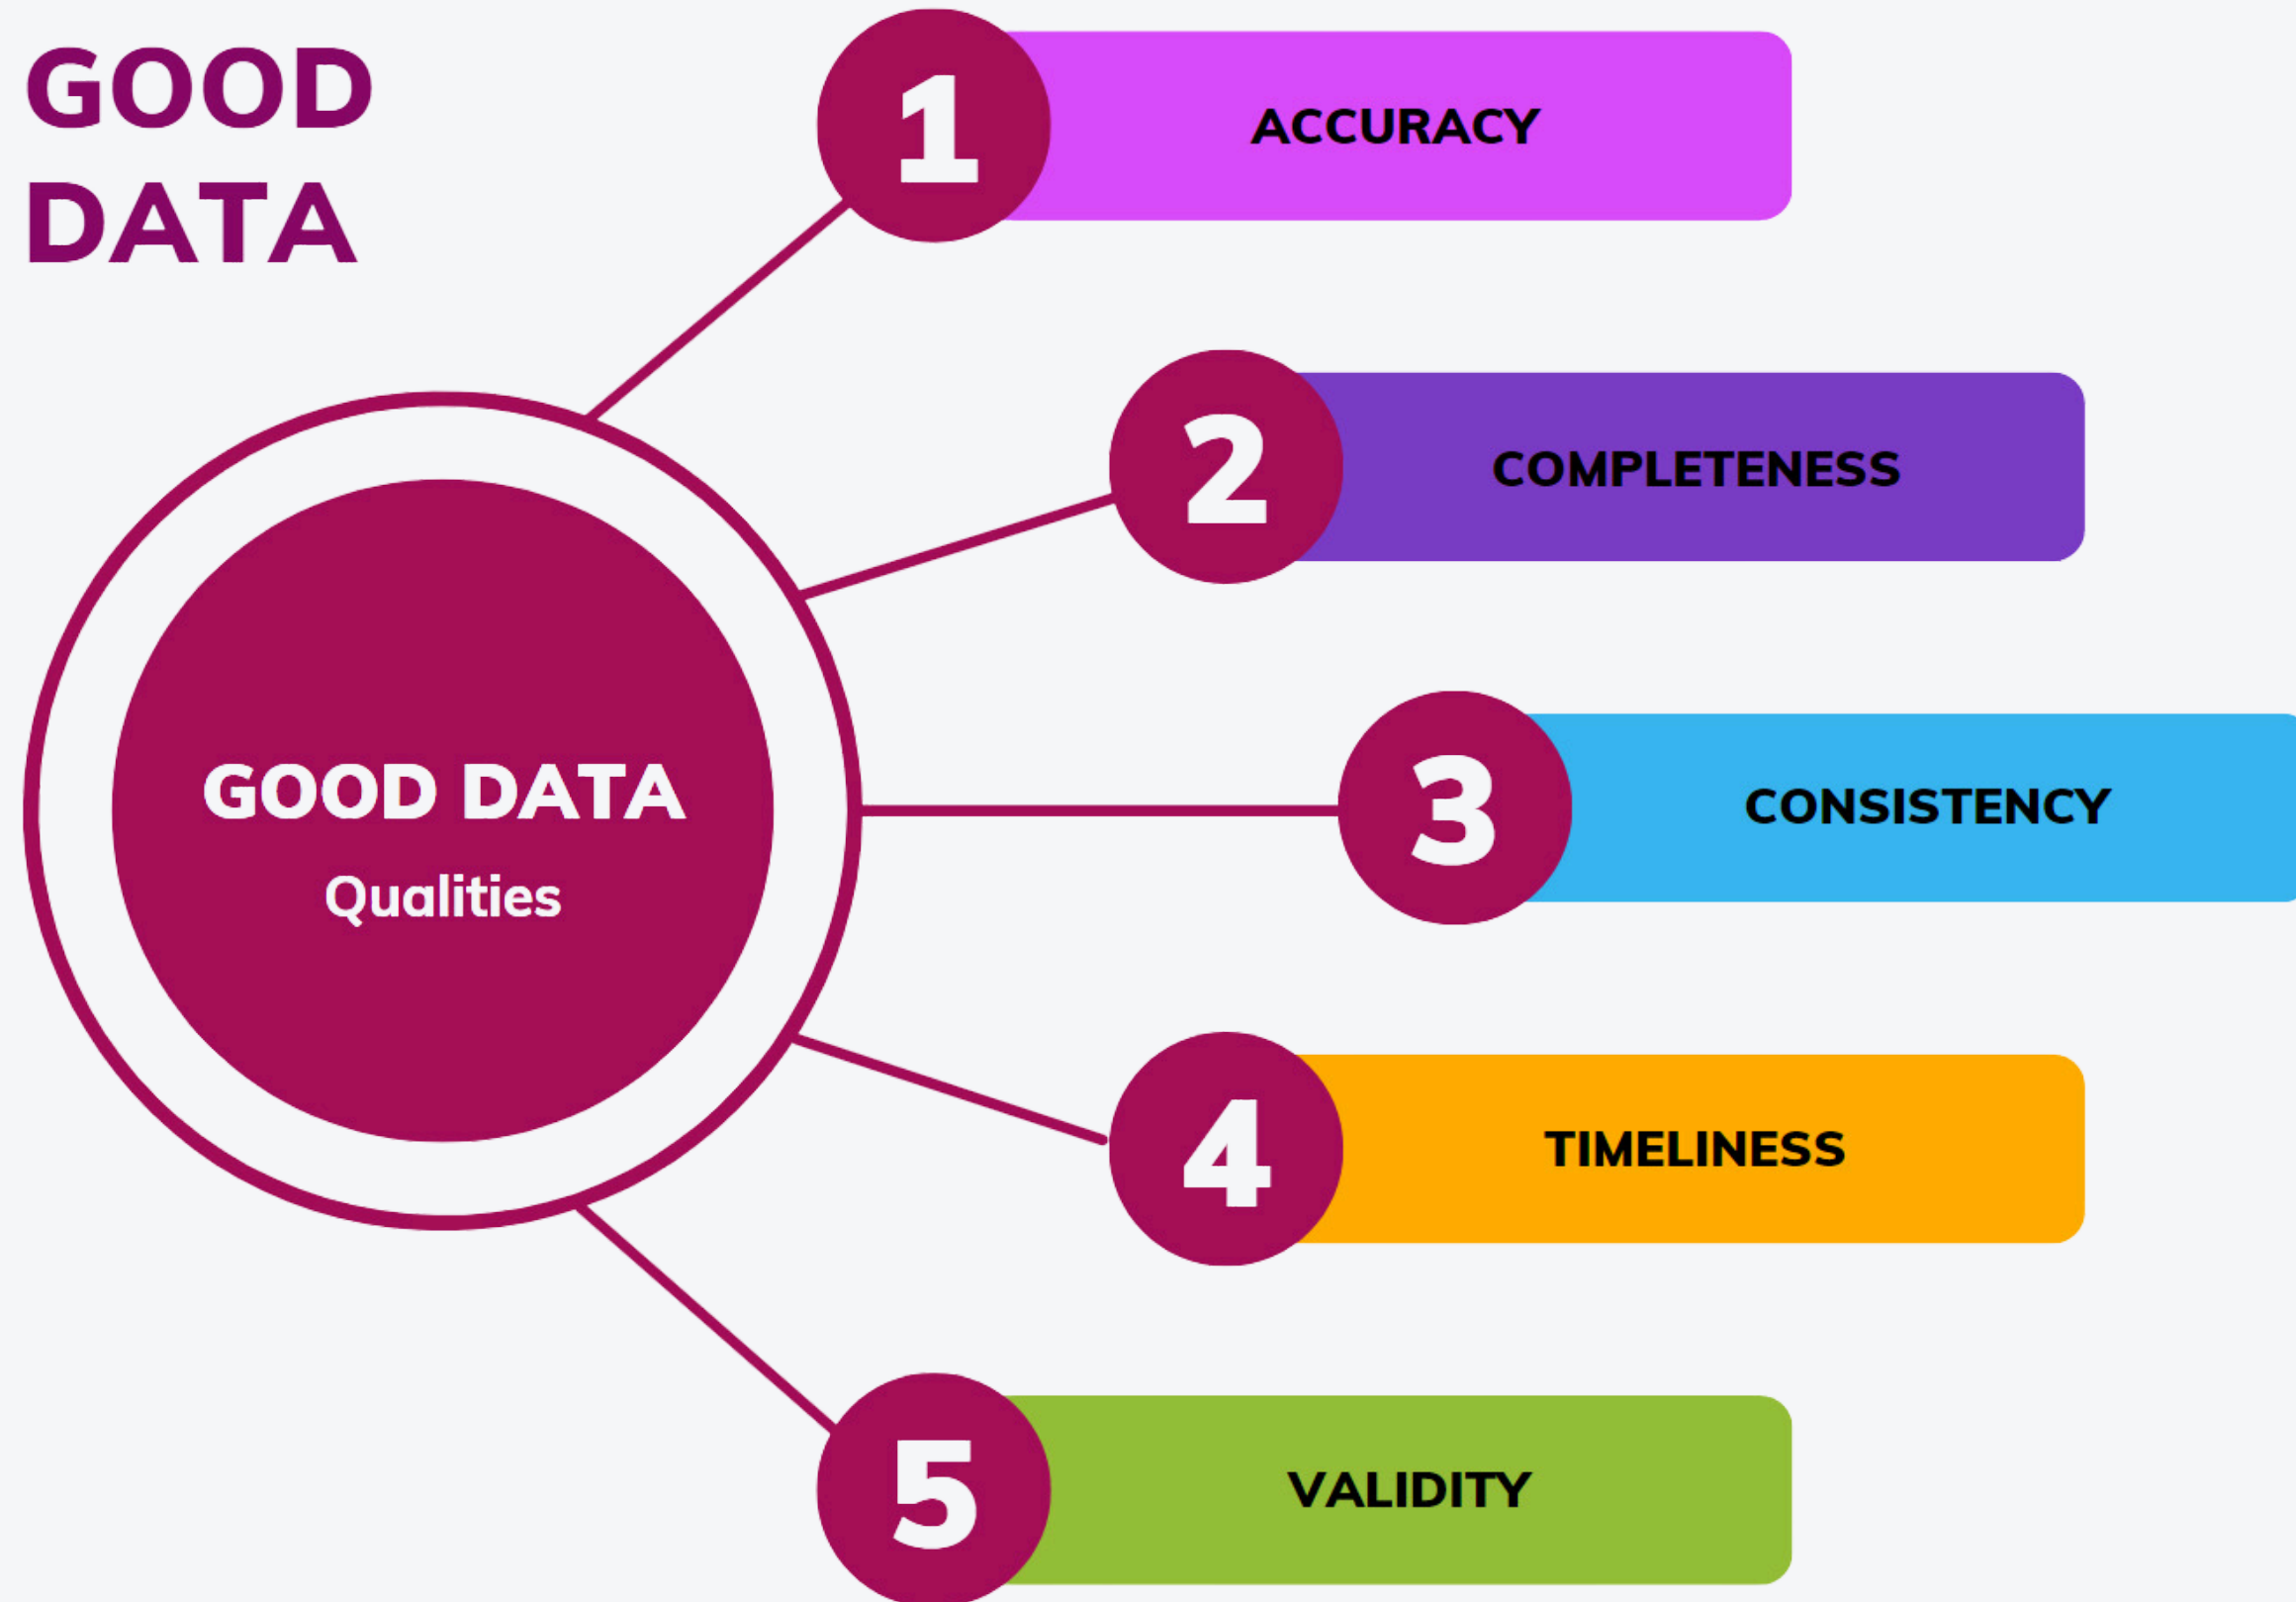 GOOD
DATA
GOOD DATA
Qualities
1
ACCURACY
2
COMPLETENESS
3
CONSISTENCY
4
TIMELINESS
5
VALIDITY